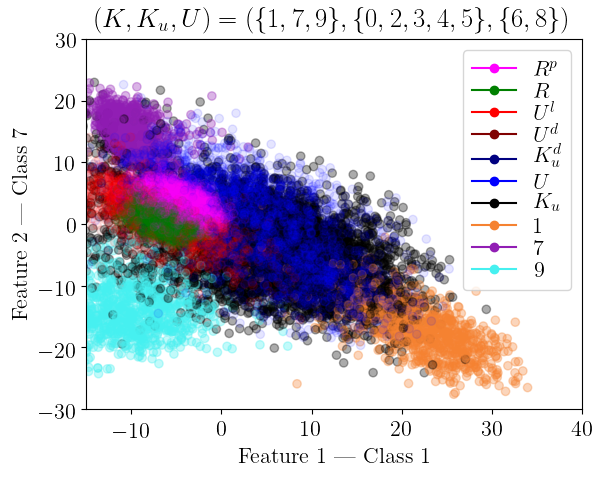 (K, K_u, U) = ({1, 7, 9}, {0, 2, 3, 4, 5}, {6, 8})
30
20
10
0
−10
−20
−30
Feature 2 — Class 7
R^p
R
U^l
U^d
K_u^d
U
K_u
1
7
9
−10
0
10
20
30
40
Feature 1 — Class 1